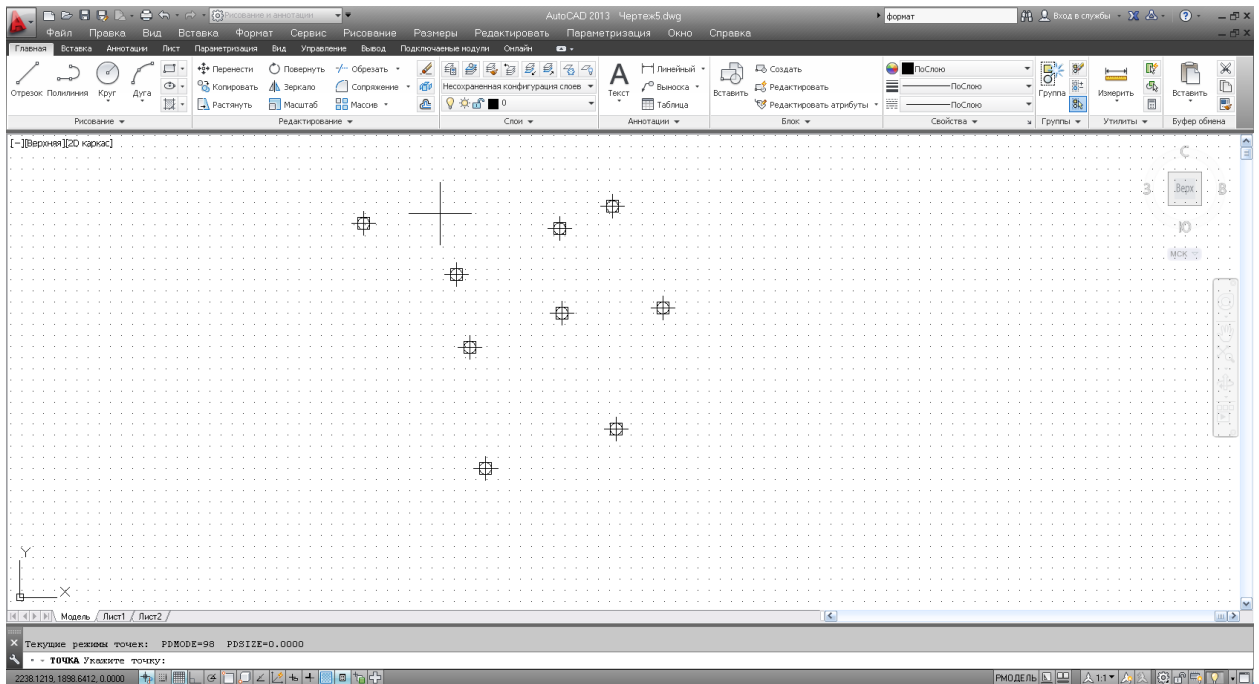 Рисование и аннотации
AutoCAD 2013 Чертеж5.dwg
формат
Вход в службы
Файл Правка Вид Вставка Формат Сервис Рисование Размеры Редактировать Параметризация Окно Справка
Главная Вставка Аннотации Лист Параметризация Вид Управление Вывод Подключаемые модули Онлайн
Отрезок Полилиния Круг Дуга
Перенести Повернуть Обрезать
Копировать Зеркало Сопряжение
Растянуть Масштаб Массив
Несохраненная конфигурация слоев
0
Текст
Линейный
Выноска
Таблица
Вставить
Создать
Редактировать
Редактировать атрибуты
ПоСлою
ПоСлою
ПоСлою
Группа
Измерить
Вставить
Рисование Редактирование Слои Аннотации Блок Свойства Группы Утилиты Буфер обмена
[–][Верхняя][2D каркас]
С
З Верх В
Ю
МСК
Y
X
Модель Лист1 Лист2
Текущие режимы точек: PDMODE=98 PDSIZE=0.0000
ТОЧКА Укажите точку:
2238.1219, 1898.6412, 0.0000
РМОДЕЛЬ
1:1